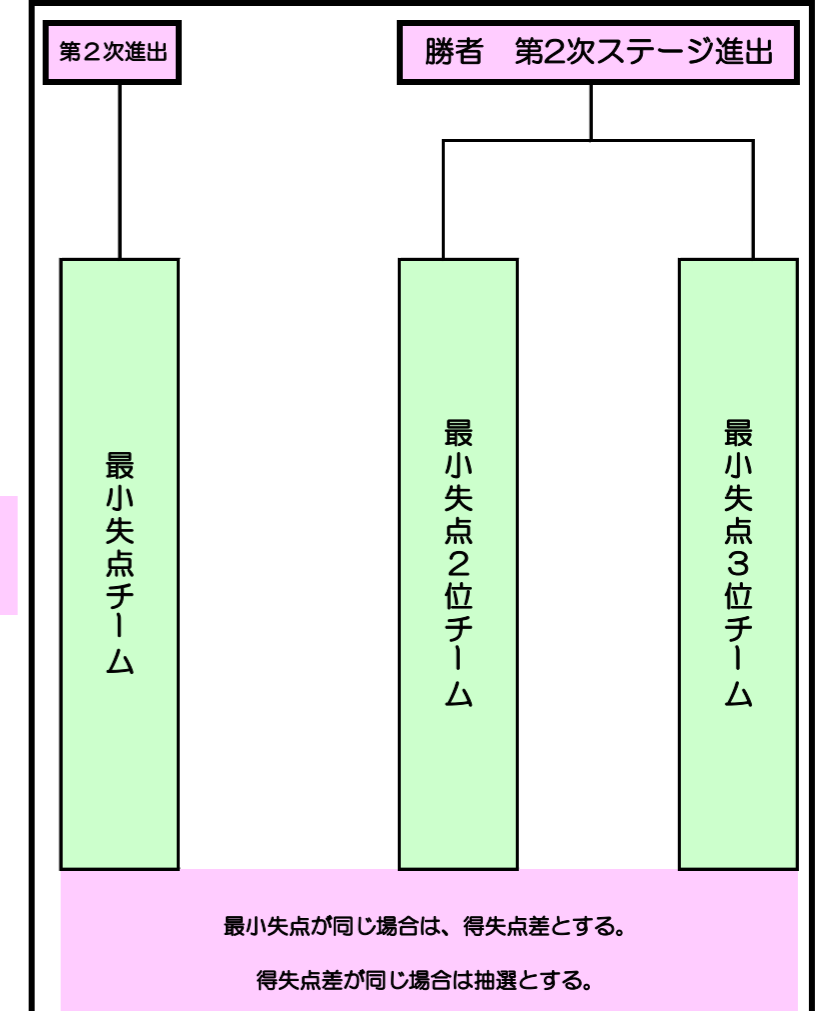 第２次進出
勝者　第2次ステージ進出
最小失点チーム
最小失点２位チーム
最小失点３位チーム
最小失点が同じ場合は、得失点差とする。
得失点差が同じ場合は抽選とする。